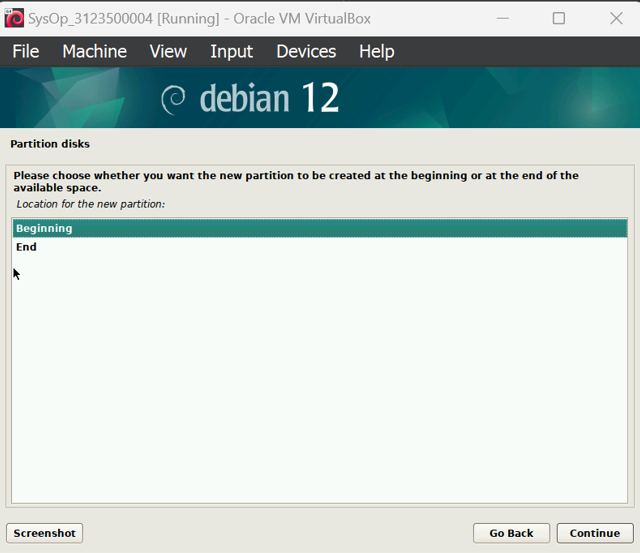 SysOp_3123500004 [Running] - Oracle VM VirtualBox
File Machine View Input Devices Help
debian 12
Partition disks
Please choose whether you want the new partition to be created at the beginning or at the end of the
available space.
Location for the new partition:
Beginning
End
Screenshot
Go Back
Continue